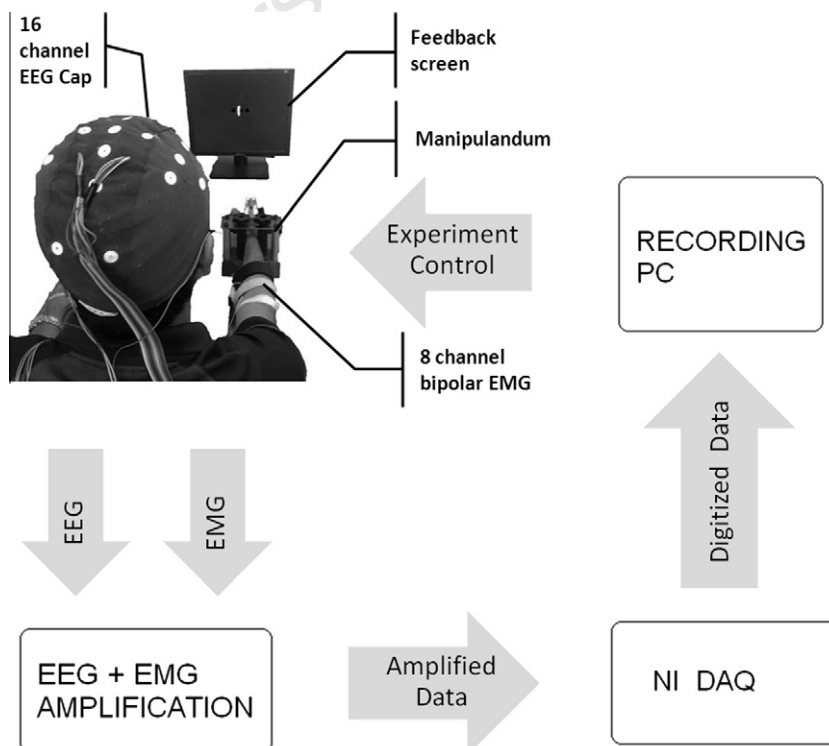 16
channel
EEG Cap
Feedback
screen
Manipulandum
Experiment
Control
RECORDING
PC
8 channel
bipolar EMG
EEG
EMG
Digitized Data
EEG + EMG
AMPLIFICATION
Amplified
Data
NI DAQ